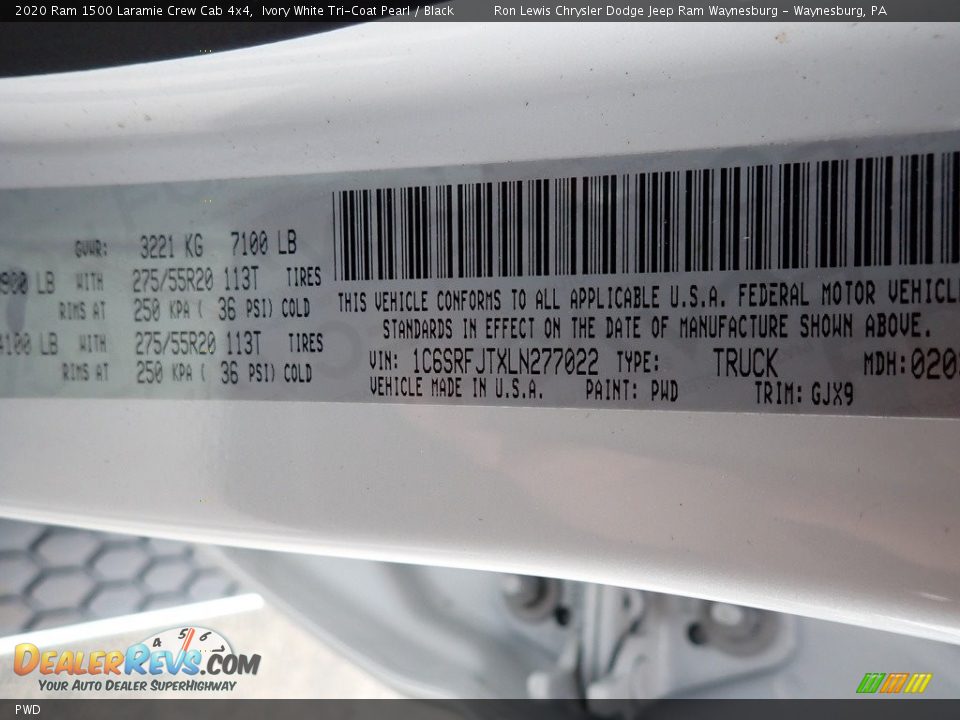 2020 Ram 1500 Laramie Crew Cab 4x4, Ivory White Tri-Coat Pearl / Black Ron Lewis Chrysler Dodge Jeep Ram Waynesburg - Waynesburg, PA
GVWR: 3221 KG 7100 LB
LB WITH 275/55R20 113T TIRES
RIMS AT 250 KPA ( 36 PSI) COLD
4100 LB WITH 275/55R20 113T TIRES
RIMS AT 250 KPA ( 36 PSI) COLD
THIS VEHICLE CONFORMS TO ALL APPLICABLE U.S.A. FEDERAL MOTOR VEHICL
STANDARDS IN EFFECT ON THE DATE OF MANUFACTURE SHOWN ABOVE.
VIN: 1C6SRFJTXLN277022 TYPE: TRUCK MDH: 020
VEHICLE MADE IN U.S.A. PAINT: PWD TRIM: GJX9
4 5 6
DEALERREVS.COM
YOUR AUTO DEALER SUPERHIGHWAY
PWD